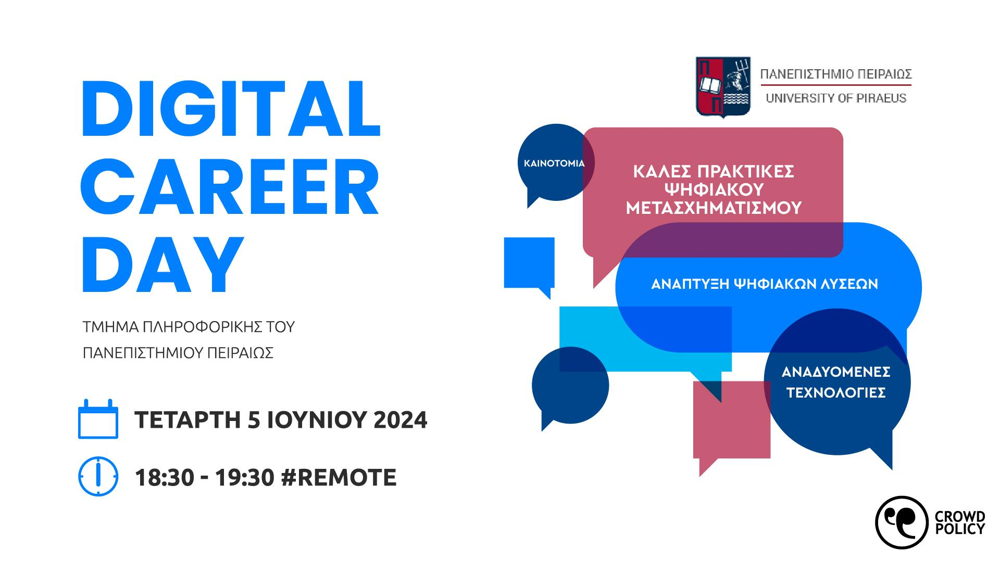 DIGITAL
CAREER
DAY
ΤΜΗΜΑ ΠΛΗΡΟΦΟΡΙΚΗΣ ΤΟΥ
ΠΑΝΕΠΙΣΤΗΜΙΟΥ ΠΕΙΡΑΙΩΣ
ΤΕΤΑΡΤΗ 5 ΙΟΥΝΙΟΥ 2024
18:30 - 19:30 #REMOTE
ΠΑΝΕΠΙΣΤΗΜΙΟ ΠΕΙΡΑΙΩΣ
UNIVERSITY OF PIRAEUS
ΚΑΙΝΟΤΟΜΙΑ
ΚΑΛΕΣ ΠΡΑΚΤΙΚΕΣ
ΨΗΦΙΑΚΟΥ
ΜΕΤΑΣΧΗΜΑΤΙΣΜΟΥ
ΑΝΑΠΤΥΞΗ ΨΗΦΙΑΚΩΝ ΛΥΣΕΩΝ
ΑΝΑΔΥΟΜΕΝΕΣ
ΤΕΧΝΟΛΟΓΙΕΣ
CROWD
POLICY